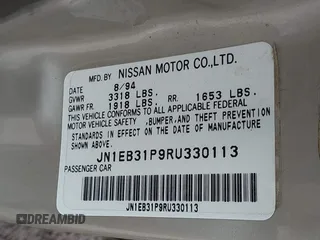 MFD. BY NISSAN MOTOR CO.,LTD.
DATE 8/94
GVWR 3318 LBS.
GAWR FR. 1918 LBS. RR. 1653 LBS.
THIS VEHICLE CONFORMS TO ALL APPLICABLE FEDERAL
MOTOR VEHICLE SAFETY ,BUMPER,AND THEFT PREVENTION
STANDARDS IN EFFECT ON THE DATE OF MANUFACTURE
SHOWN ABOVE.
JN1EB31P9RU330113
PASSENGER CAR
JN1EB31P9RU330113
DREAMBID